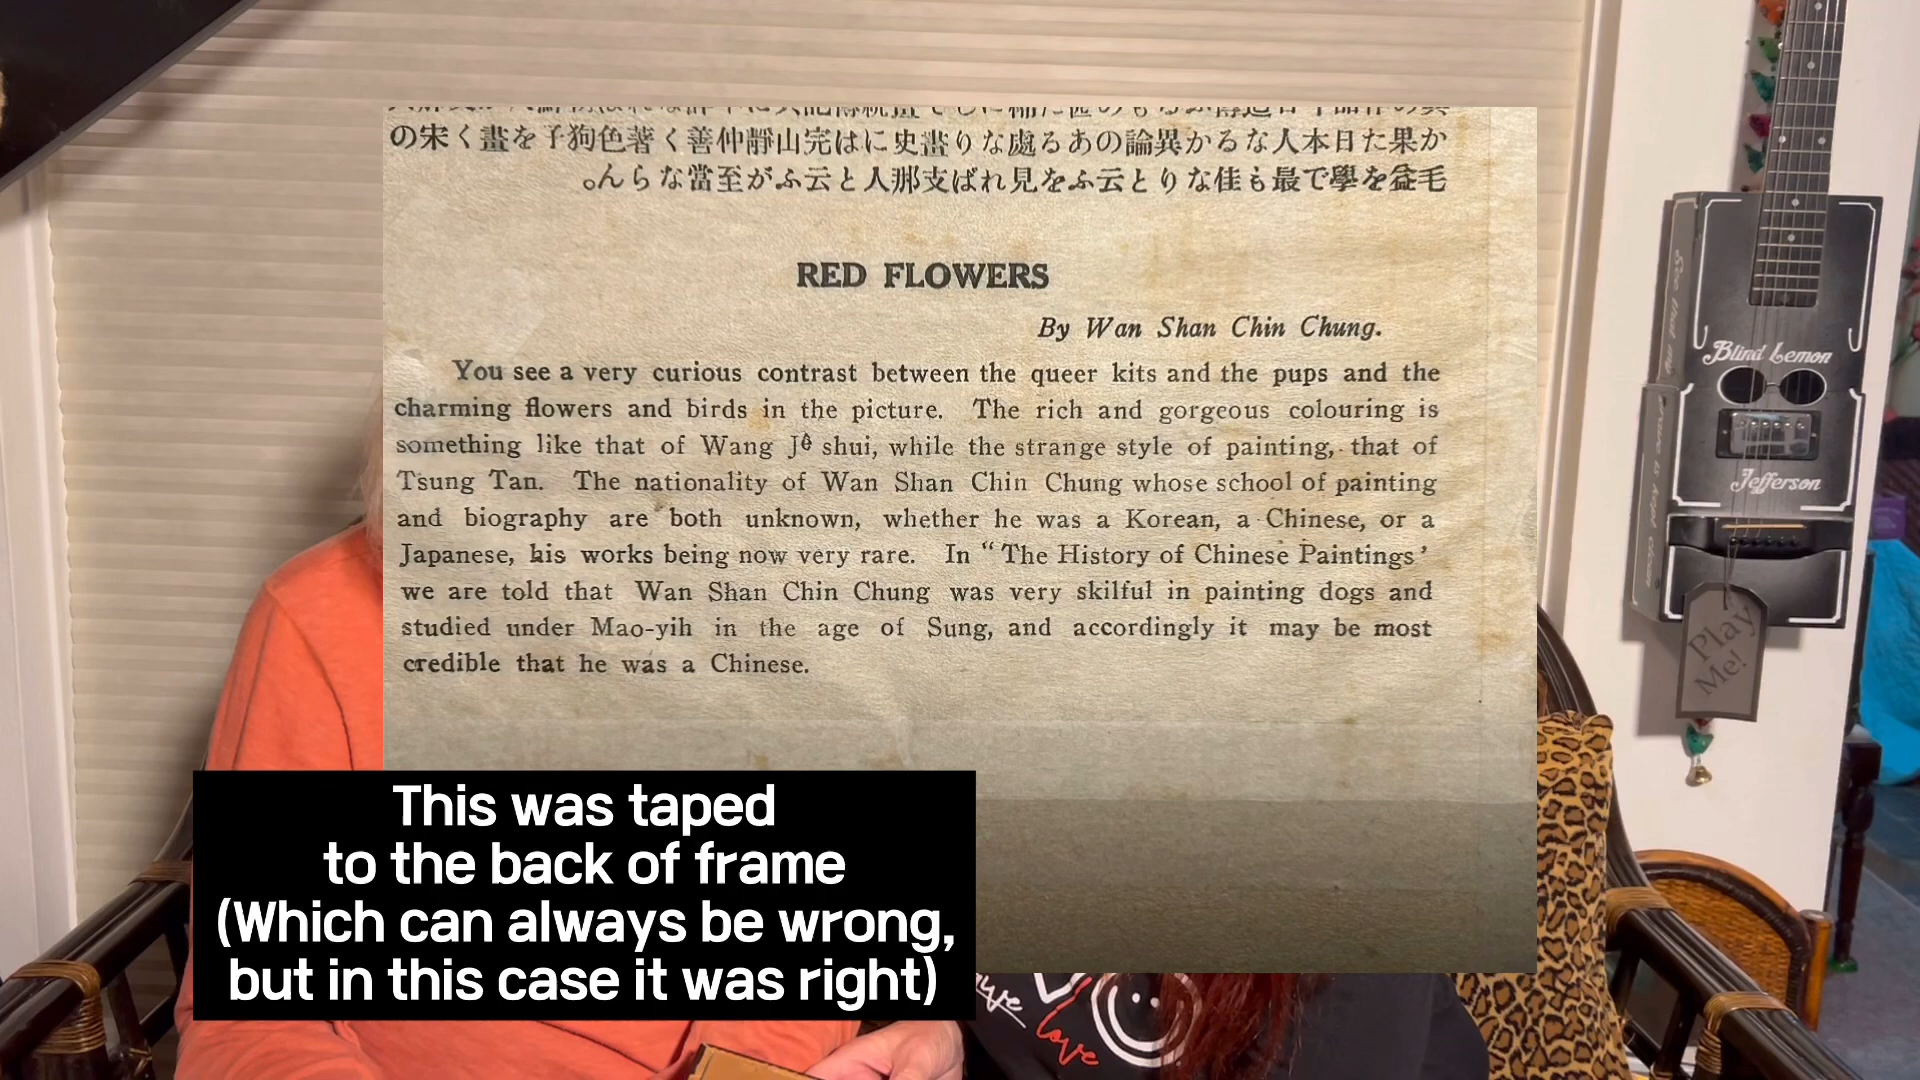 か果た日本人なるか異論のある處なり畫史には完山靜仲善く著色狗子を畫く宋の
毛益を學で最も佳なりと云ふを見れば支那人と云ふが至當ならん。
RED FLOWERS
By Wan Shan Chin Chung.
You see a very curious contrast between the queer kits and the pups and the
charming flowers and birds in the picture. The rich and gorgeous colouring is
something like that of Wang Jê shui, while the strange style of painting, that of
Tsung Tan. The nationality of Wan Shan Chin Chung whose school of painting
and biography are both unknown, whether he was a Korean, a Chinese, or a
Japanese, his works being now very rare. In “The History of Chinese Paintings’
we are told that Wan Shan Chin Chung was very skilful in painting dogs and
studied under Mao-yih in the age of Sung, and accordingly it may be most
credible that he was a Chinese.
This was taped
to the back of frame
(Which can always be wrong,
but in this case it was right)
Blind Lemon
Jefferson
See that my
grave is kept clean
Play
Me!
love